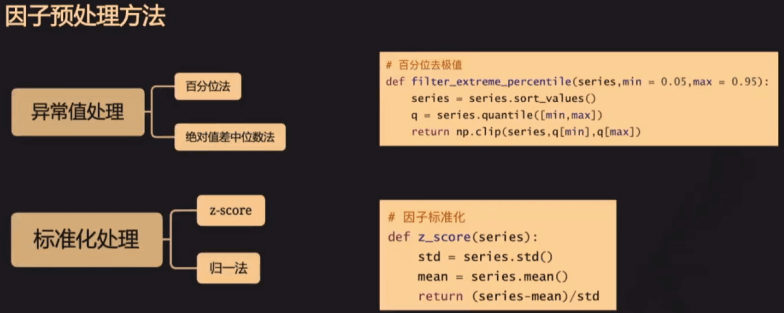 因子预处理方法
异常值处理
百分位法
绝对值差中位数法
# 百分位去极值
def filter_extreme_percentile(series,min = 0.05,max = 0.95):
    series = series.sort_values()
    q = series.quantile([min,max])
    return np.clip(series,q[min],q[max])
标准化处理
z-score
归一法
# 因子标准化
def z_score(series):
    std = series.std()
    mean = series.mean()
    return (series-mean)/std